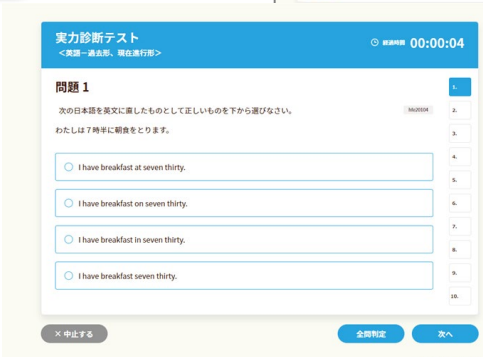 実力診断テスト
<英語ー過去形、現在進行形>
経過時間 00:00:04
問題 1
次の日本語を英文に直したものとして正しいものを下から選びなさい。
わたしは７時半に朝食をとります。
I have breakfast at seven thirty.
I have breakfast on seven thirty.
I have breakfast in seven thirty.
I have breakfast seven thirty.
1.
2.
3.
4.
5.
6.
7.
8.
9.
10.
× 中止する
全問判定
次へ